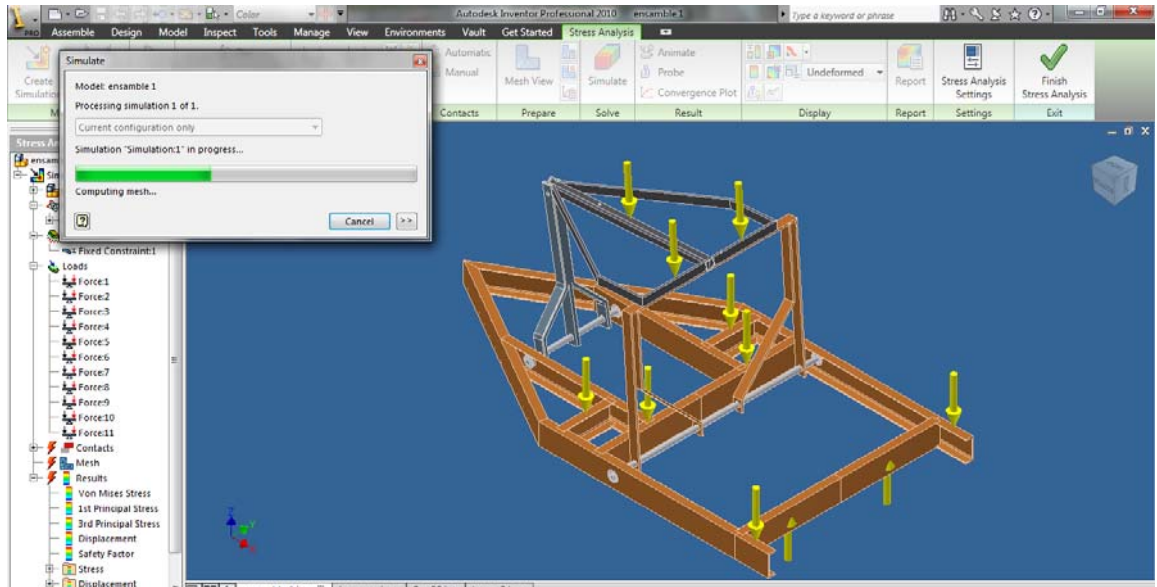 Color
Autodesk Inventor Professional 2010 ensamble 1
Type a keyword or phrase
PRO Assemble Design Model Inspect Tools Manage View Environments Vault Get Started Stress Analysis
Create
Simulate
Model: ensamble 1
Processing simulation 1 of 1.
Current configuration only
Simulation "Simulation:1" in progress...
Computing mesh...
Cancel >>
Automatic
Manual
Contacts
Mesh View
Prepare
Simulate
Solve
Animate
Probe
Convergence Plot
Result
Undeformed
Display
Report
Report
Stress Analysis
Settings
Settings
Finish
Stress Analysis
Exit
Fixed Constraint:1
Loads
Force:1
Force:2
Force:3
Force:4
Force:5
Force:6
Force:7
Force:8
Force:9
Force:10
Force:11
Contacts
Mesh
Results
Von Mises Stress
1st Principal Stress
3rd Principal Stress
Displacement
Safety Factor
Stress
Displacement